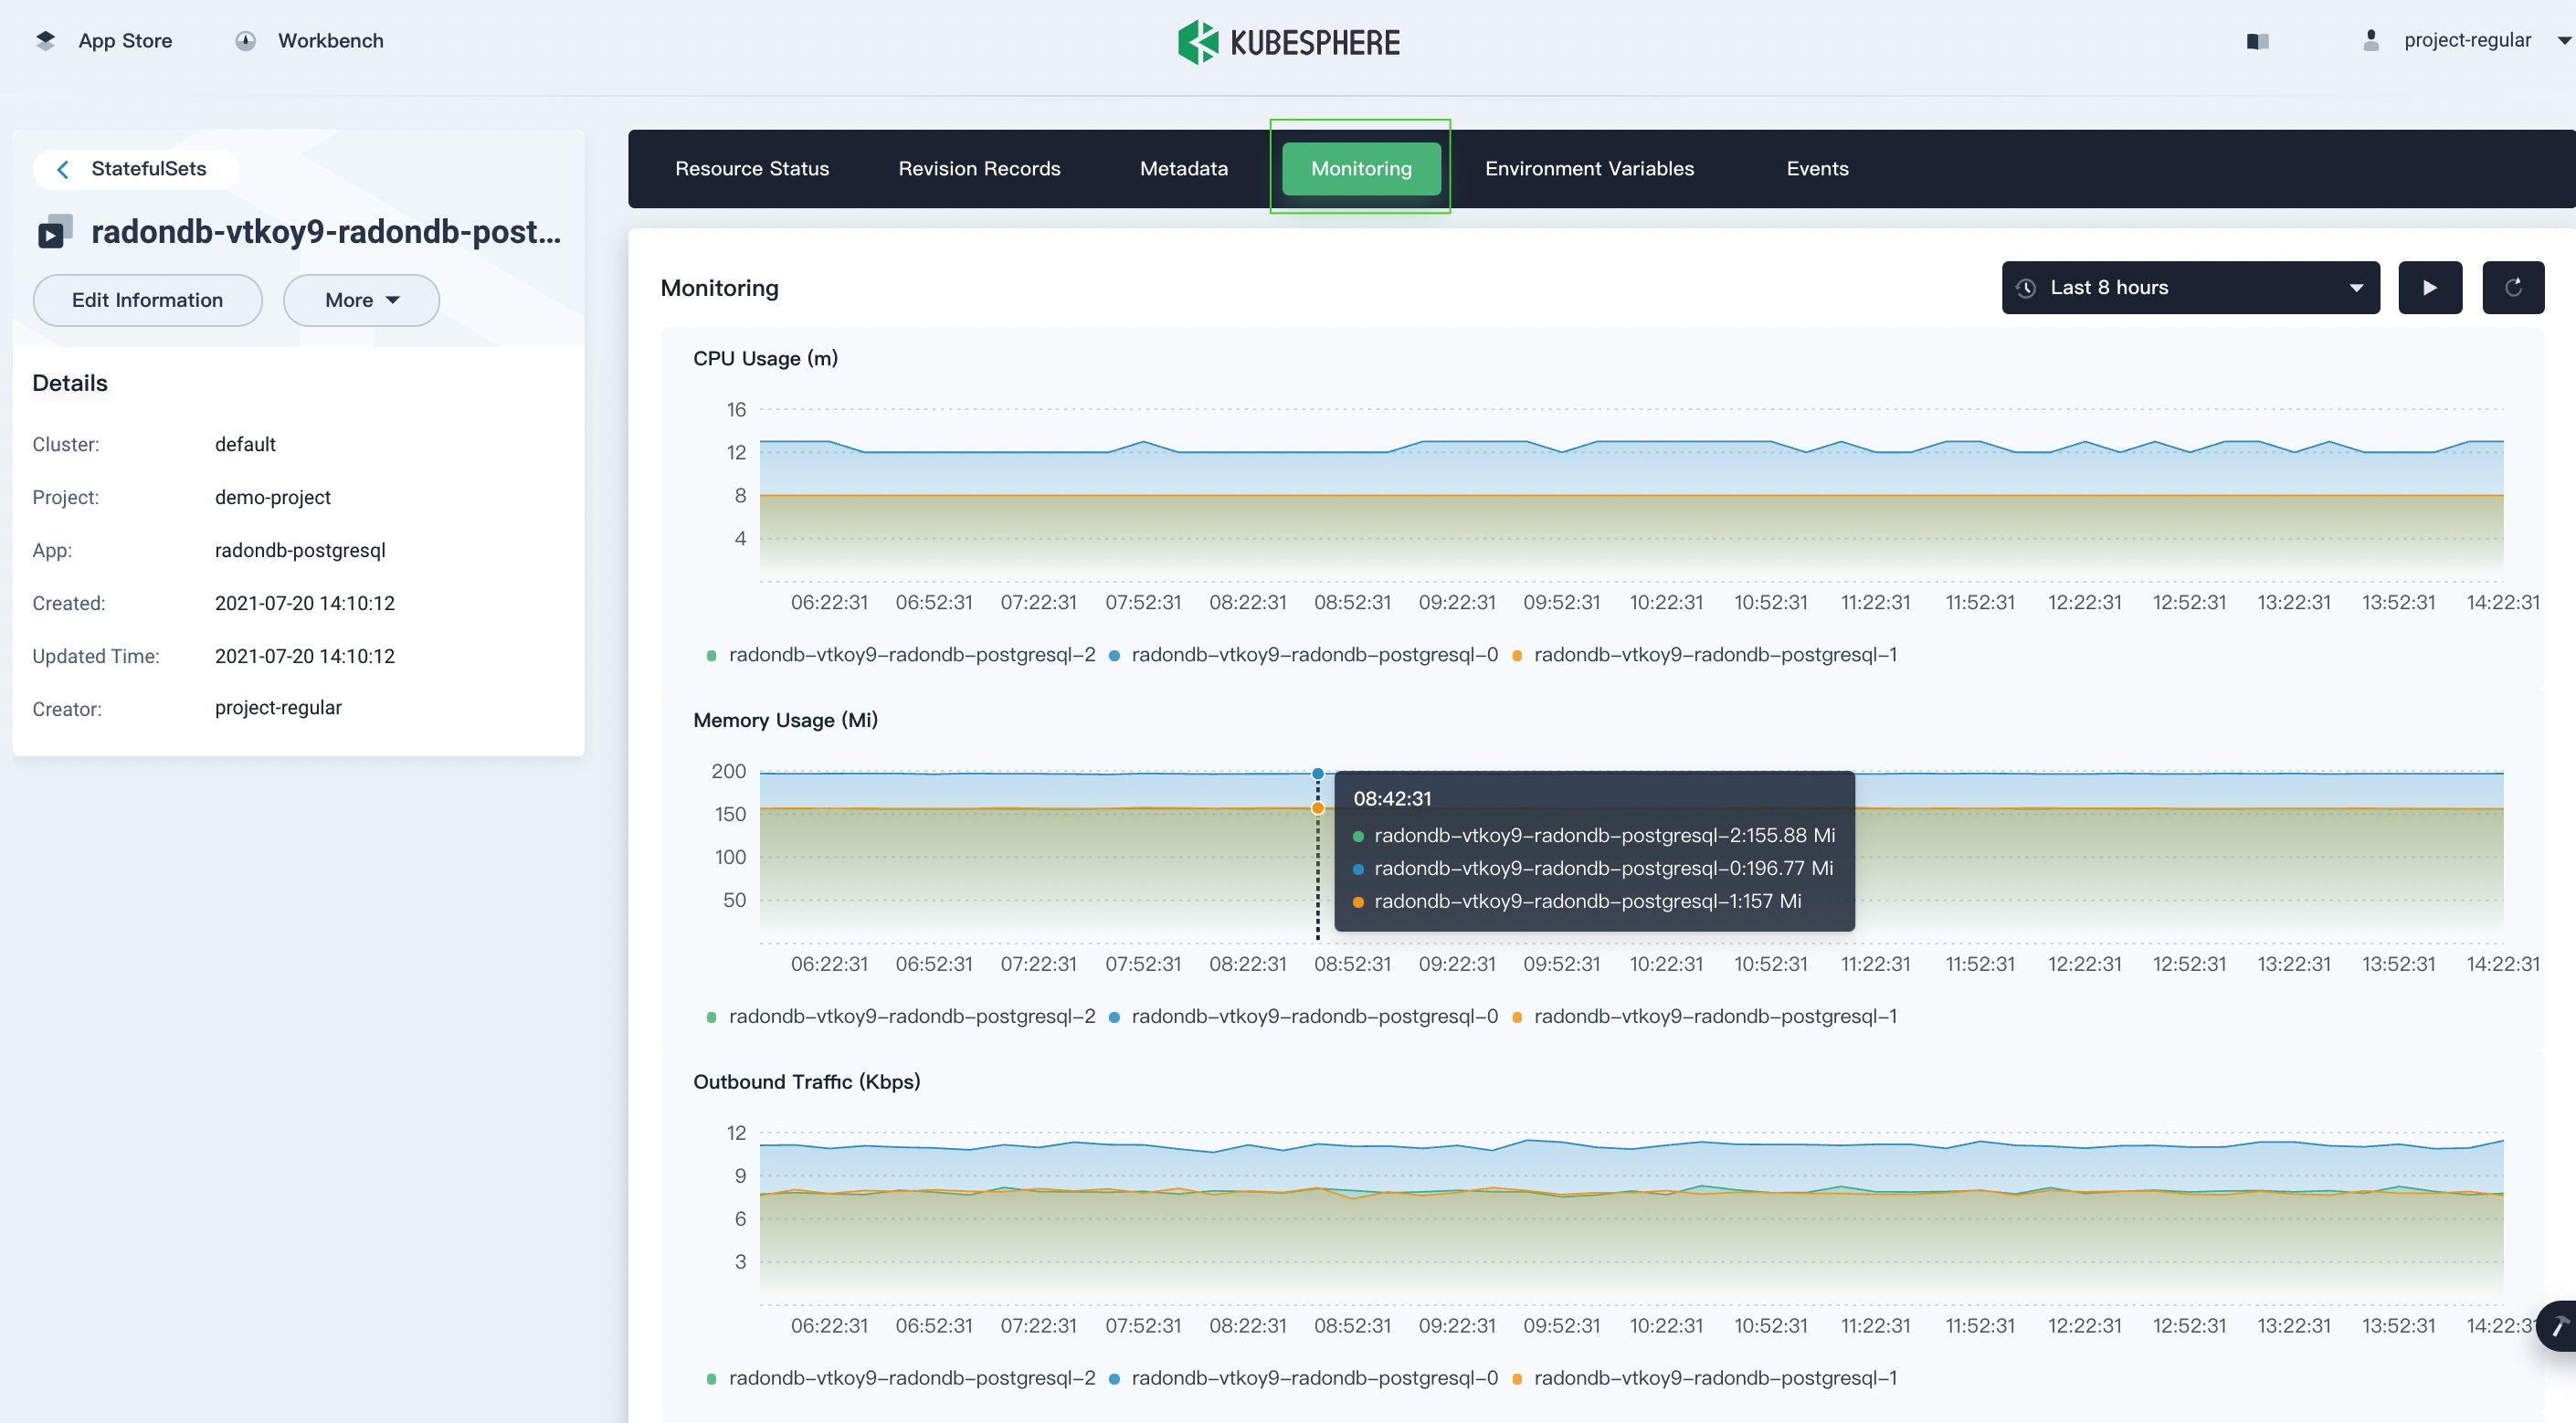 App Store
Workbench
KUBESPHERE
project-regular
StatefulSets
radondb-vtkoy9-radondb-post...
Edit Information
More
Details
Cluster: default
Project: demo-project
App: radondb-postgresql
Created: 2021-07-20 14:10:12
Updated Time: 2021-07-20 14:10:12
Creator: project-regular
Resource Status
Revision Records
Metadata
Monitoring
Environment Variables
Events
Monitoring
Last 8 hours
CPU Usage (m)
16
12
8
4
06:22:31 06:52:31 07:22:31 07:52:31 08:22:31 08:52:31 09:22:31 09:52:31 10:22:31 10:52:31 11:22:31 11:52:31 12:22:31 12:52:31 13:22:31 13:52:31 14:22:31
radondb-vtkoy9-radondb-postgresql-2 radondb-vtkoy9-radondb-postgresql-0 radondb-vtkoy9-radondb-postgresql-1
Memory Usage (Mi)
200
150
100
50
08:42:31
radondb-vtkoy9-radondb-postgresql-2:155.88 Mi
radondb-vtkoy9-radondb-postgresql-0:196.77 Mi
radondb-vtkoy9-radondb-postgresql-1:157 Mi
06:22:31 06:52:31 07:22:31 07:52:31 08:22:31 08:52:31 09:22:31 09:52:31 10:22:31 10:52:31 11:22:31 11:52:31 12:22:31 12:52:31 13:22:31 13:52:31 14:22:31
radondb-vtkoy9-radondb-postgresql-2 radondb-vtkoy9-radondb-postgresql-0 radondb-vtkoy9-radondb-postgresql-1
Outbound Traffic (Kbps)
12
9
6
3
06:22:31 06:52:31 07:22:31 07:52:31 08:22:31 08:52:31 09:22:31 09:52:31 10:22:31 10:52:31 11:22:31 11:52:31 12:22:31 12:52:31 13:22:31 13:52:31 14:22:31
radondb-vtkoy9-radondb-postgresql-2 radondb-vtkoy9-radondb-postgresql-0 radondb-vtkoy9-radondb-postgresql-1